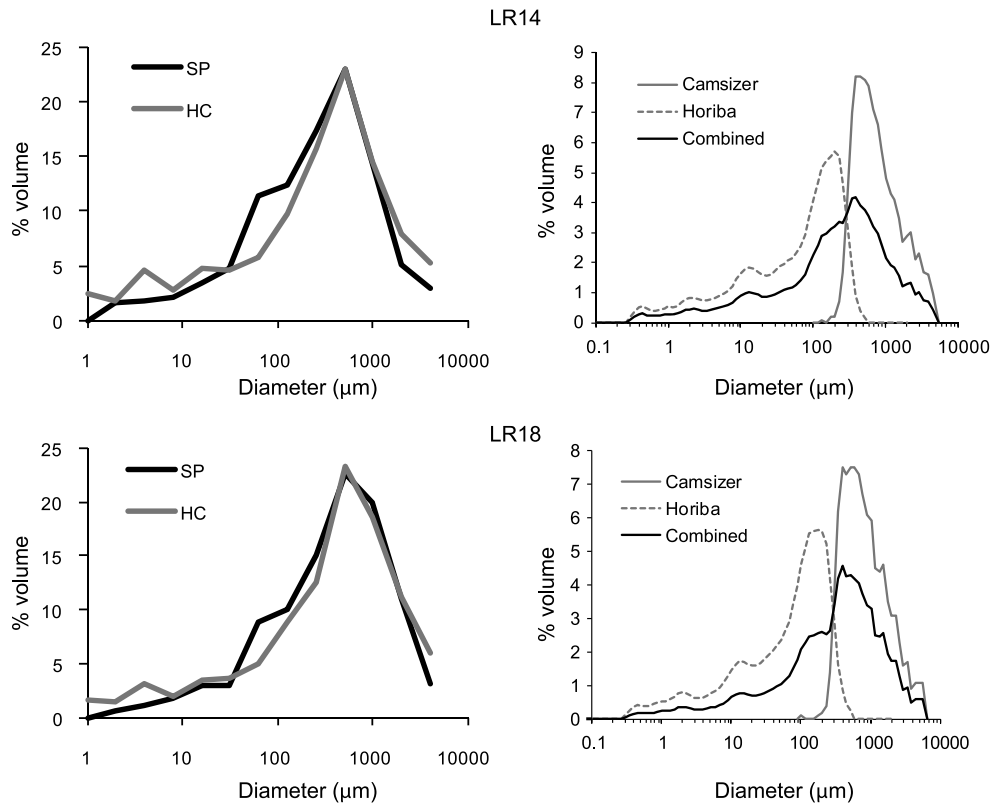 LR14
25
20
15
10
5
0
% volume
SP
HC
1 10 100 1000 10000
Diameter (µm)
9
8
7
6
5
4
3
2
1
0
% volume
Camsizer
Horiba
Combined
0.1 1 10 100 1000 10000
Diameter (µm)
LR18
25
20
15
10
5
0
% volume
SP
HC
1 10 100 1000 10000
Diameter (µm)
8
7
6
5
4
3
2
1
0
% volume
Camsizer
Horiba
Combined
0.1 1 10 100 1000 10000
Diameter (µm)